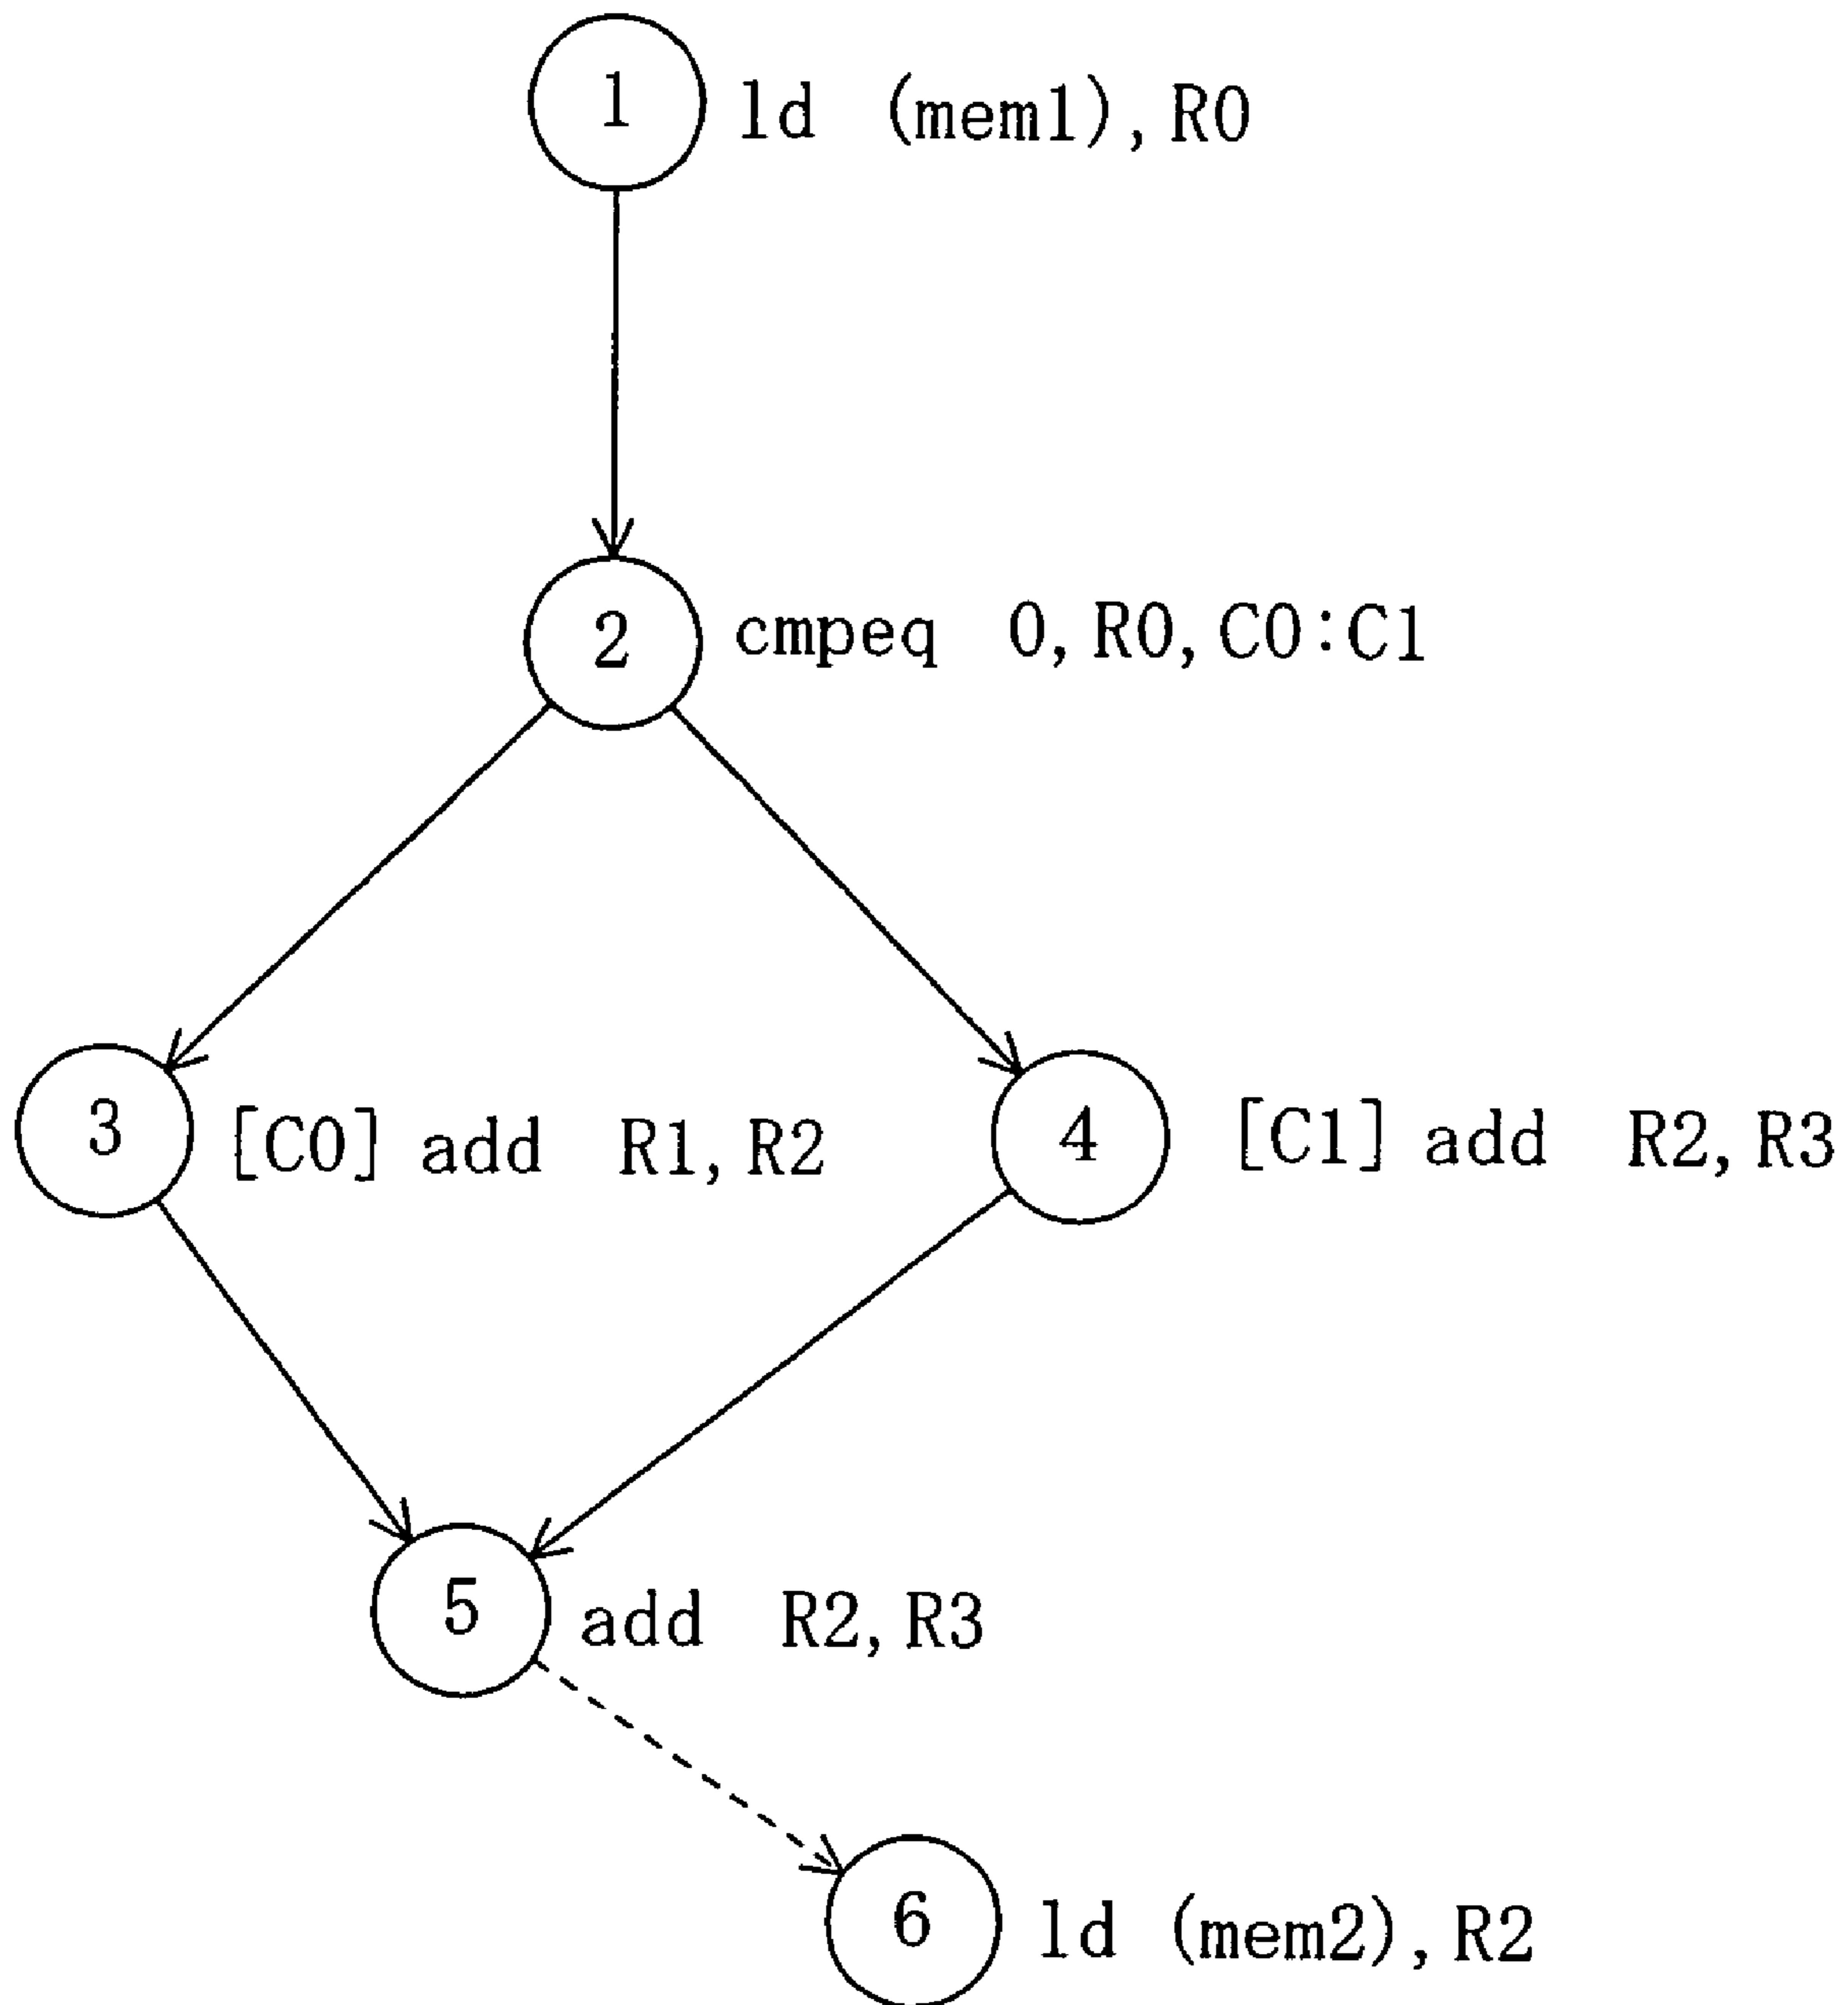 1 ld (mem1), R0
2 cmpeq 0, R0, C0:C1
3 [C0] add R1, R2
4 [C1] add R2, R3
5 add R2, R3
6 ld (mem2), R2